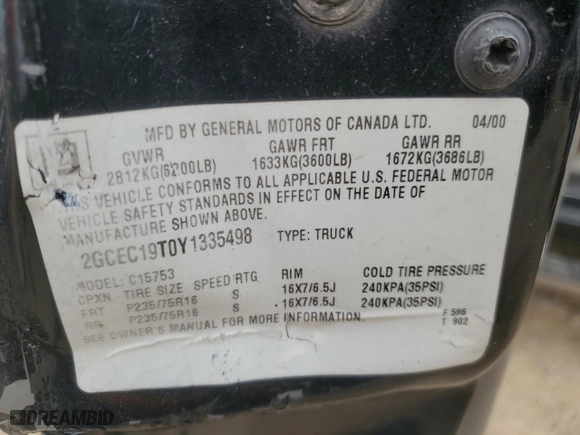 MFD BY GENERAL MOTORS OF CANADA LTD. 04/00
GVWR GAWR FRT GAWR RR
2812KG(6200LB) 1633KG(3600LB) 1672KG(3686LB)
THIS VEHICLE CONFORMS TO ALL APPLICABLE U.S. FEDERAL MOTOR
VEHICLE SAFETY STANDARDS IN EFFECT ON THE DATE OF
MANUFACTURE SHOWN ABOVE.
2GCEC19T0Y1335498 TYPE: TRUCK
MODEL: C15753
CPXN TIRE SIZE SPEED RTG RIM COLD TIRE PRESSURE
FRT P235/75R16 S 16X7/6.5J 240KPA(35PSI)
RR P235/75R16 S 16X7/6.5J 240KPA(35PSI)
SEE OWNER'S MANUAL FOR MORE INFORMATION.
F 596
T 902
DREAMBID